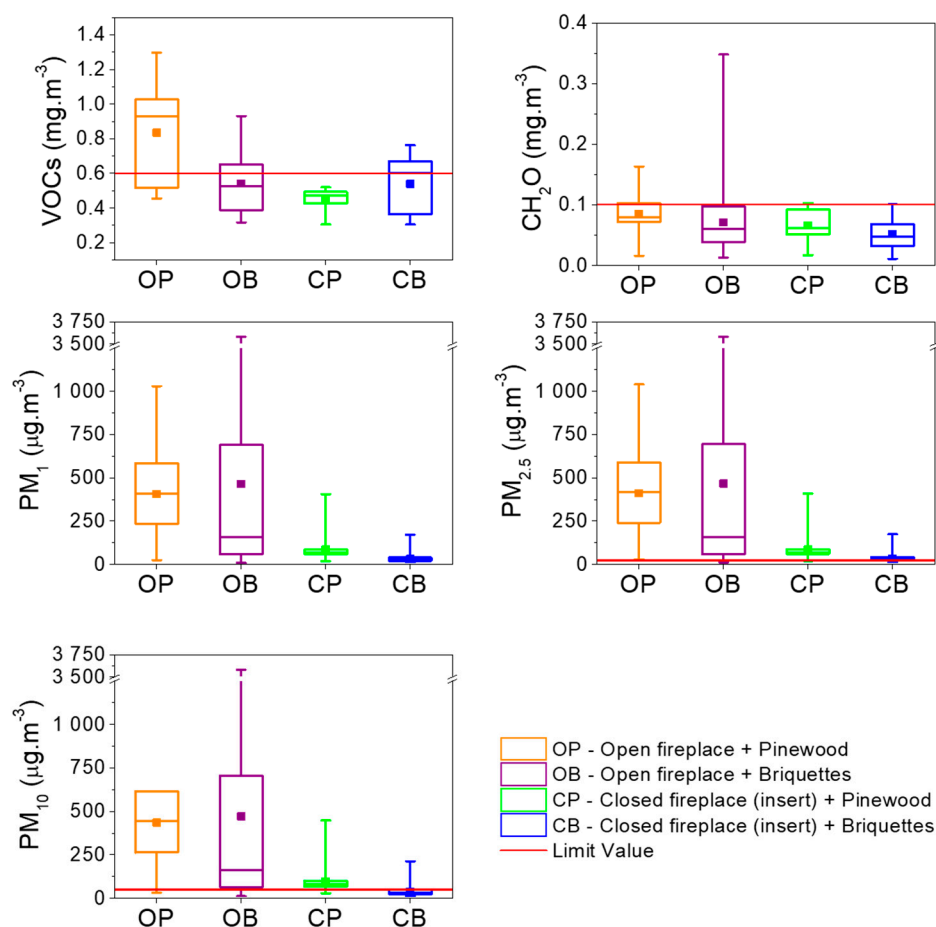 VOCs (mg.m⁻³)
1.4
1.2
1.0
0.8
0.6
0.4
0.2
OP OB CP CB
CH₂O (mg.m⁻³)
0.4
0.3
0.2
0.1
0.0
OP OB CP CB
PM₁ (μg.m⁻³)
3 750
3 500
1 000
750
500
250
0
OP OB CP CB
PM₂.₅ (μg.m⁻³)
3 750
3 500
1 000
750
500
250
0
OP OB CP CB
PM₁₀ (μg.m⁻³)
3 750
3 500
1 000
750
500
250
0
OP OB CP CB
OP - Open fireplace + Pinewood
OB - Open fireplace + Briquettes
CP - Closed fireplace (insert) + Pinewood
CB - Closed fireplace (insert) + Briquettes
Limit Value